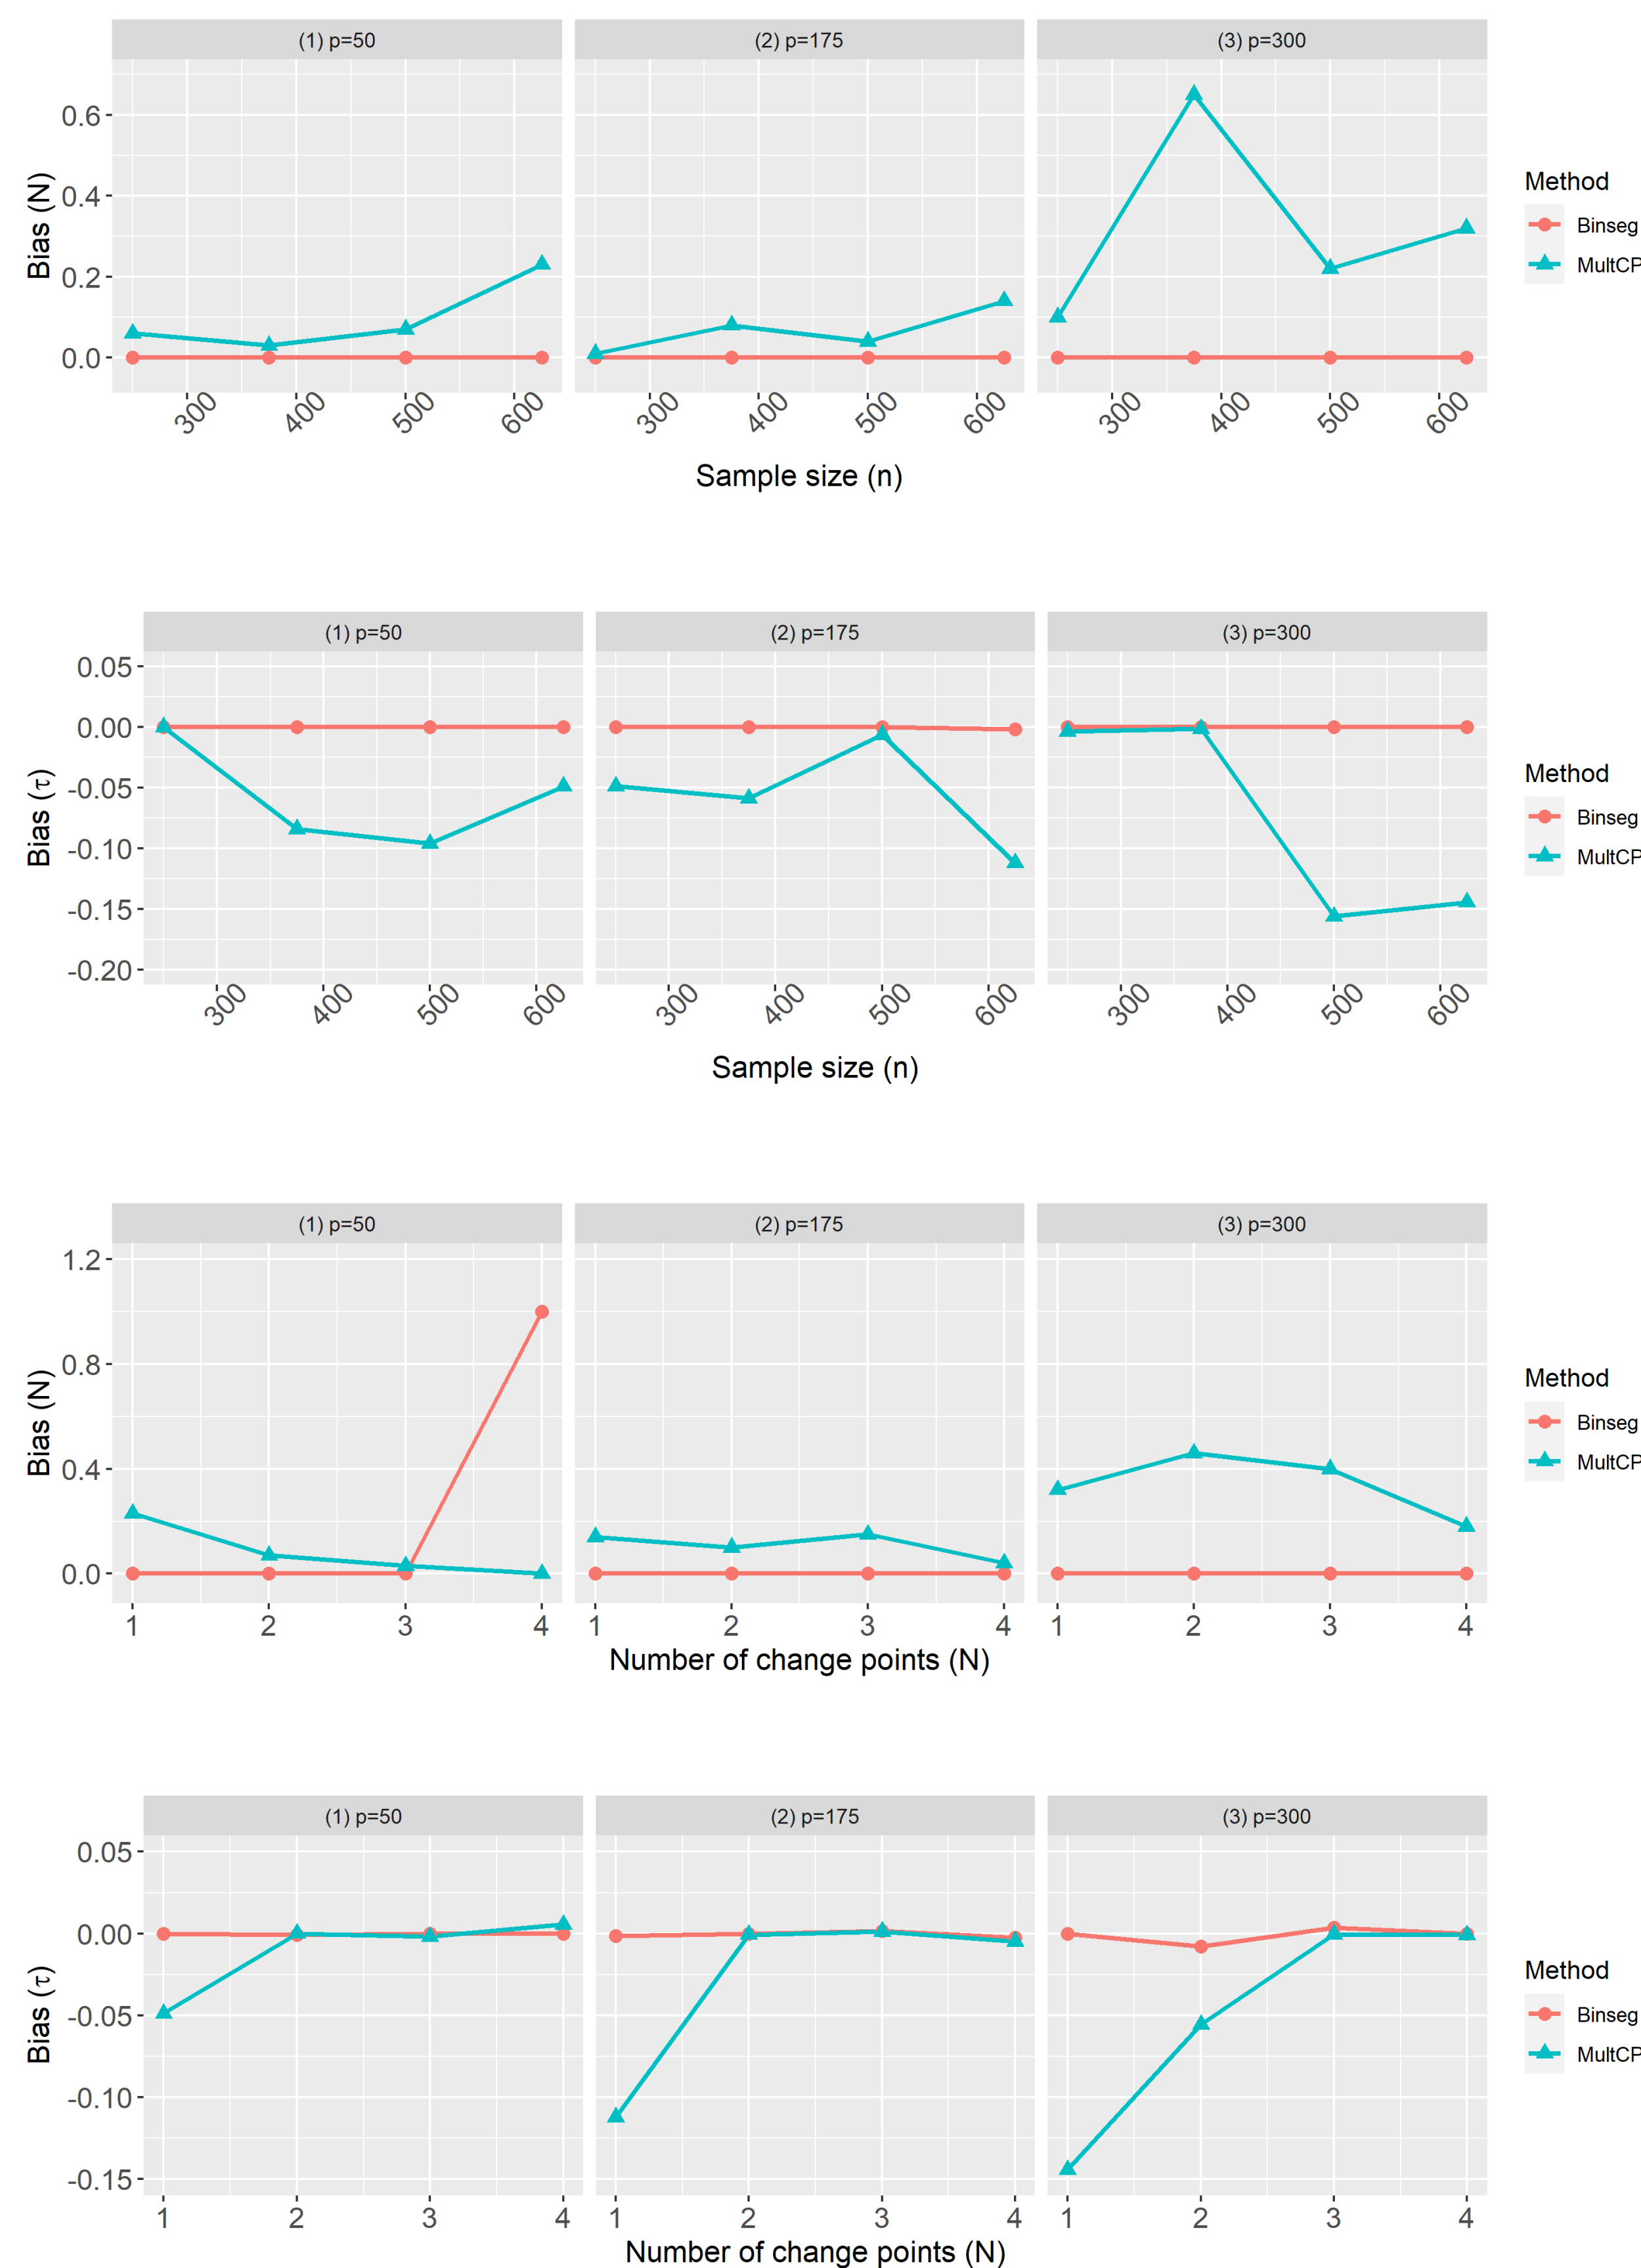 (1) p=50 (2) p=175 (3) p=300
0.6
0.4
0.2
0.0
Bias (N)
300 400 500 600 300 400 500 600 300 400 500 600
Sample size (n)
Method
Binseg
MultCP
(1) p=50 (2) p=175 (3) p=300
0.05
0.00
-0.05
-0.10
-0.15
-0.20
Bias (τ)
300 400 500 600 300 400 500 600 300 400 500 600
Sample size (n)
Method
Binseg
MultCP
(1) p=50 (2) p=175 (3) p=300
1.2
0.8
0.4
0.0
Bias (N)
1 2 3 4 1 2 3 4 1 2 3 4
Number of change points (N)
Method
Binseg
MultCP
(1) p=50 (2) p=175 (3) p=300
0.05
0.00
-0.05
-0.10
-0.15
Bias (τ)
1 2 3 4 1 2 3 4 1 2 3 4
Number of change points (N)
Method
Binseg
MultCP